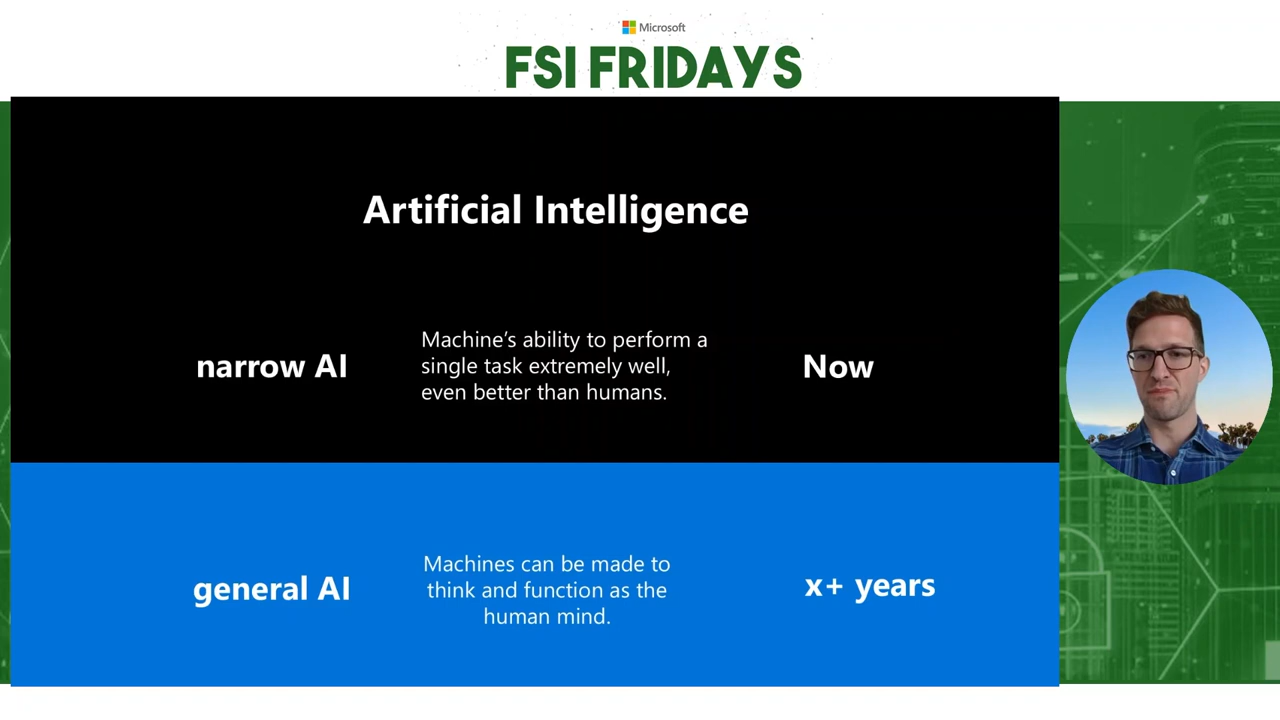 Microsoft
FSI FRIDAYS
Artificial Intelligence
narrow AI
Machine’s ability to perform a
single task extremely well,
even better than humans.
Now
general AI
Machines can be made to
think and function as the
human mind.
x+ years